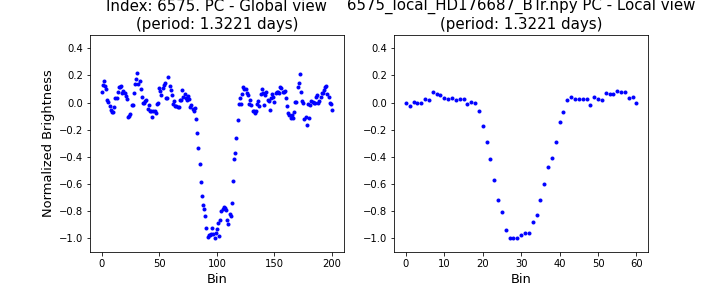 Index: 6575. PC - Global view
(period: 1.3221 days)
6575_local_HD176687_BTr.npy PC - Local view
(period: 1.3221 days)
Normalized Brightness
0.4
0.2
0.0
−0.2
−0.4
−0.6
−0.8
−1.0
0 50 100 150 200
Bin
0.4
0.2
0.0
−0.2
−0.4
−0.6
−0.8
−1.0
0 10 20 30 40 50 60
Bin